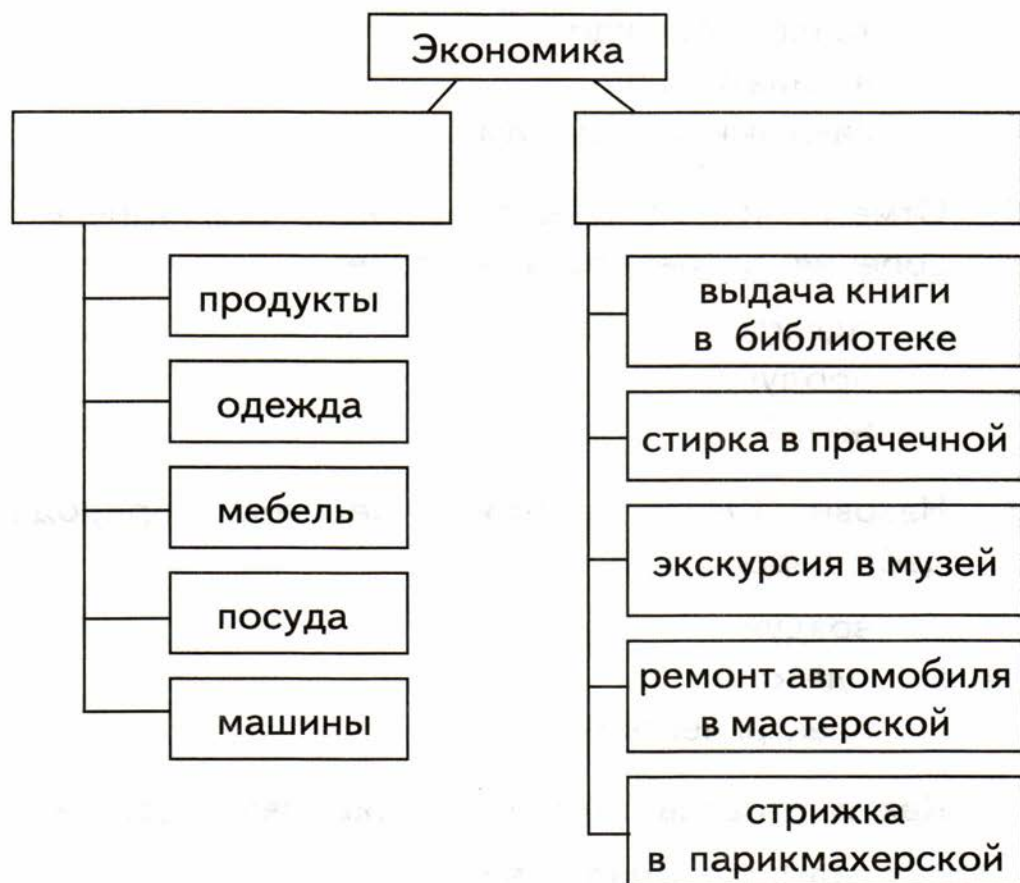 Экономика
продукты
одежда
мебель
посуда
машины
выдача книги
в библиотеке
стирка в прачечной
экскурсия в музей
ремонт автомобиля
в мастерской
стрижка
в парикмахерской